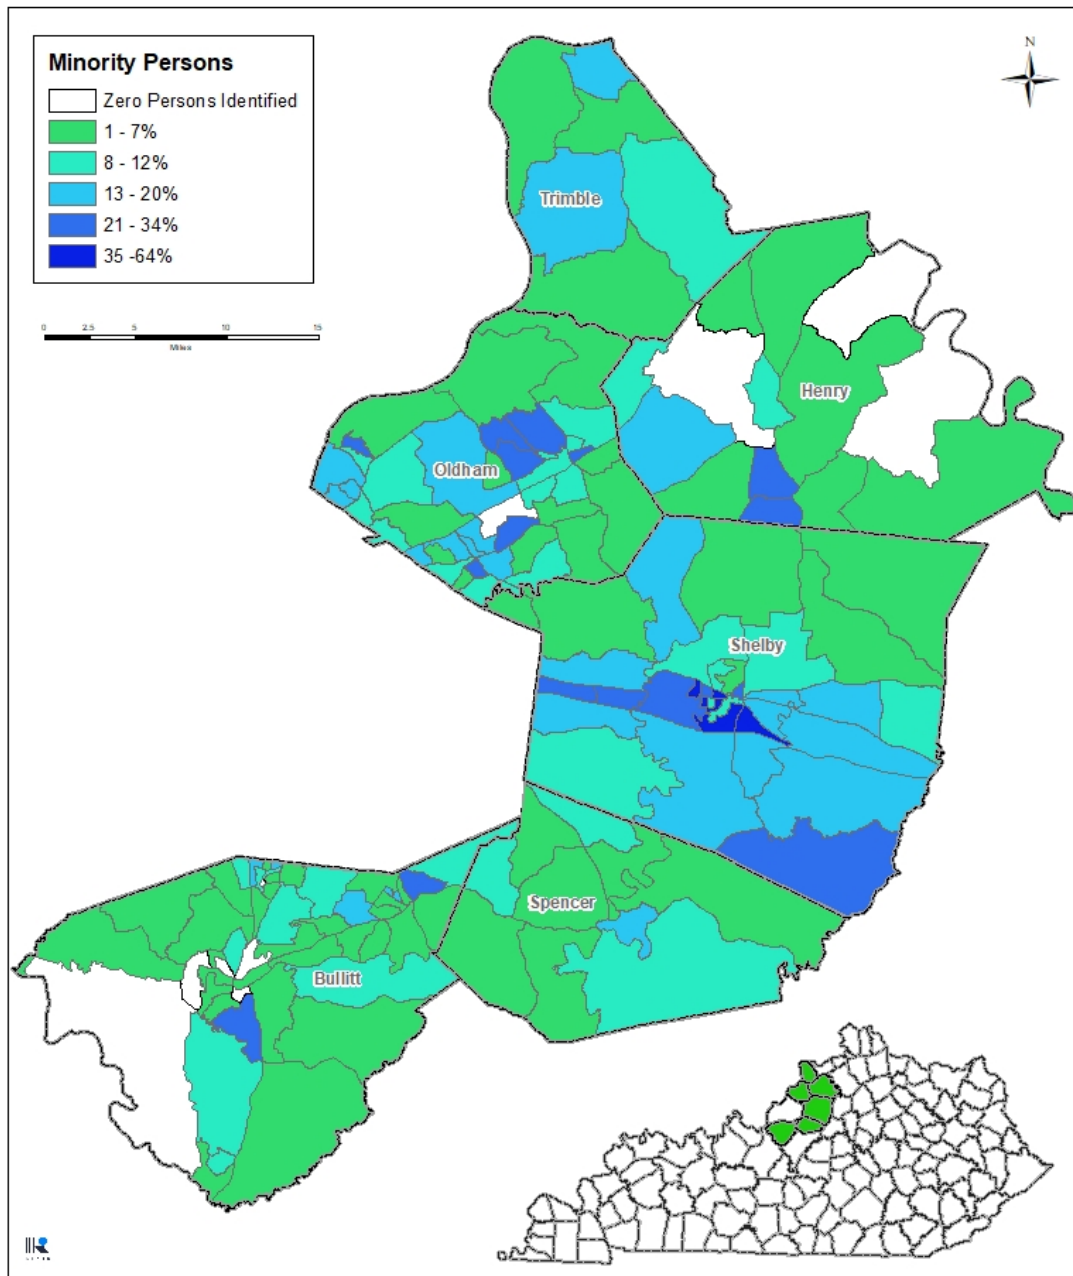 Minority Persons
Zero Persons Identified
1 - 7%
8 - 12%
13 - 20%
21 - 34%
35 -64%
N
0 2.5 5 10 15
Miles
Trimble
Henry
Oldham
Shelby
Spencer
Bullitt